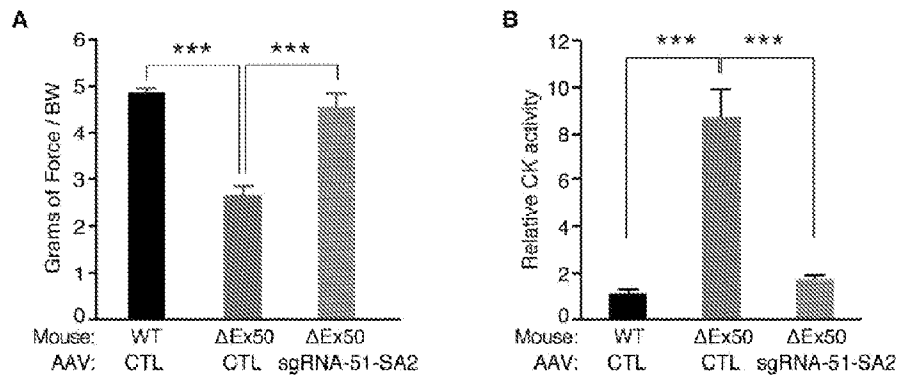 A
***
***
6
5
4
3
2
1
0
Grams of Force / BW
Mouse: WT ΔEx50 ΔEx50
AAV: CTL CTL sgRNA-51-SA2
B
***
***
12
10
8
6
4
2
0
Relative CK activity
Mouse: WT ΔEx50 ΔEx50
AAV: CTL CTL sgRNA-51-SA2